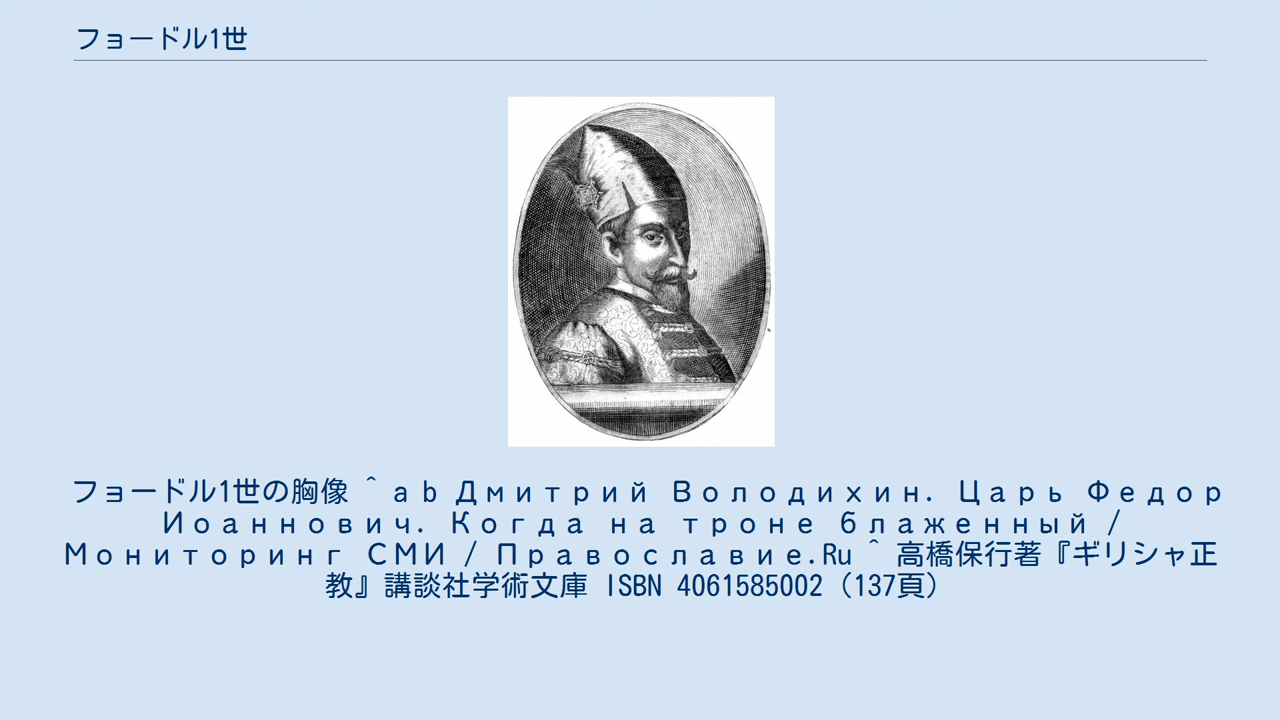 フョードル1世
フョードル1世の胸像 ^ a b Дмитрий Володихин. Царь Федор
Иоаннович. Когда на троне блаженный /
Мониторинг СМИ / Православие.Ru ^ 高橋保行著『ギリシャ正
教』講談社学術文庫 ISBN 4061585002（137頁）